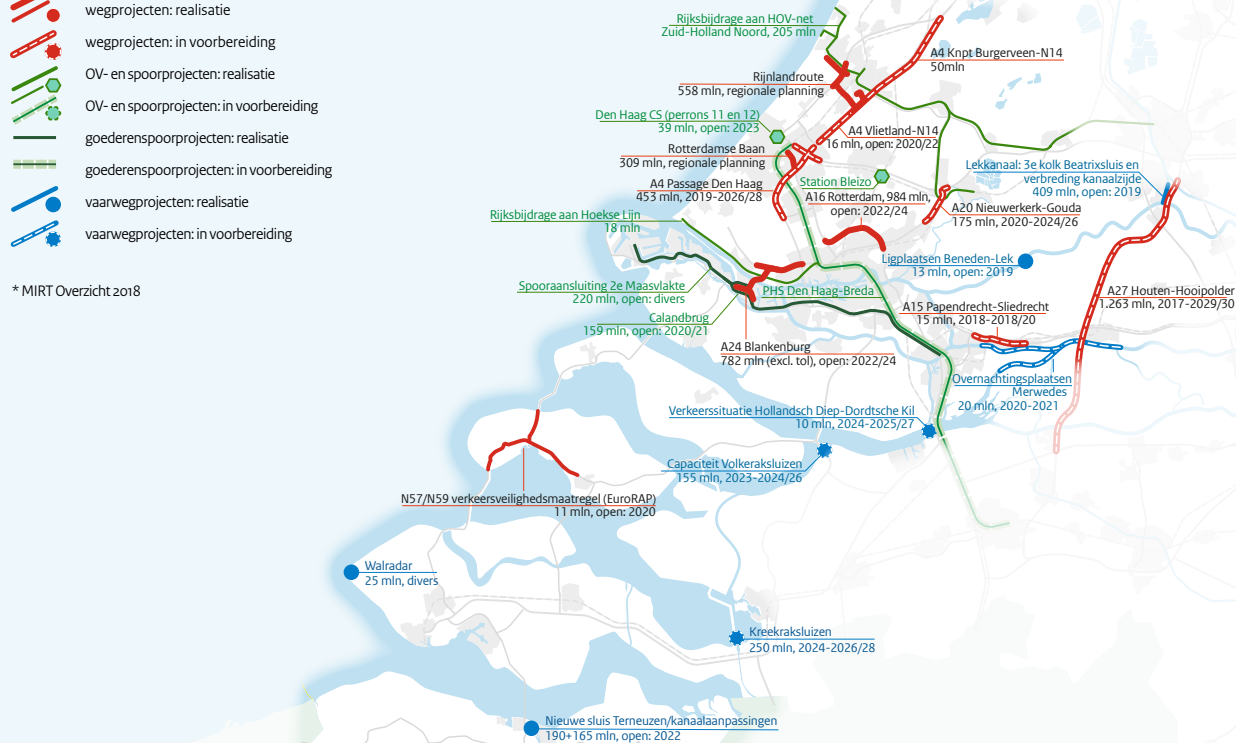 wegprojecten: realisatie
wegprojecten: in voorbereiding
OV- en spoorprojecten: realisatie
OV- en spoorprojecten: in voorbereiding
goederenspoorprojecten: realisatie
goederenspoorprojecten: in voorbereiding
vaarwegprojecten: realisatie
vaarwegprojecten: in voorbereiding
* MIRT Overzicht 2018
Rijksbijdrage aan HOV-net
Zuid-Holland Noord, 205 mln
A4 Knpt Burgerveen-N14
50mln
Rijnlandroute
558 mln, regionale planning
Den Haag CS (perrons 11 en 12)
39 mln, open: 2023
A4 Vlietland-N14
16 mln, open: 2020/22
Rotterdamse Baan
309 mln, regionale planning
Lekkanaal: 3e kolk Beatrixsluis en
verbreding kanaalzijde
409 mln, open: 2019
A4 Passage Den Haag
453 mln, 2019-2026/28
Station Bleizo
A16 Rotterdam, 984 mln,
open: 2022/24
A20 Nieuwerkerk-Gouda
175 mln, 2020-2024/26
Rijksbijdrage aan Hoekse Lijn
18 mln
Ligplaatsen Beneden-Lek
13 mln, open: 2019
Spooraansluiting 2e Maasvlakte
220 mln, open: divers
PHS Den Haag-Breda
A27 Houten-Hooipolder
1.263 mln, 2017-2029/30
Calandbrug
159 mln, open: 2020/21
A15 Papendrecht-Sliedrecht
15 mln, 2018-2018/20
A24 Blankenburg
782 mln (excl. tol), open: 2022/24
Overnachtingsplaatsen
Merwedes
20 mln, 2020-2021
Verkeerssituatie Hollandsch Diep-Dordtsche Kil
10 mln, 2024-2025/27
Capaciteit Volkeraksluizen
155 mln, 2023-2024/26
N57/N59 verkeersveilighedsmaatregel (EuroRAP)
11 mln, open: 2020
Walradar
25 mln, divers
Kreekraksluizen
250 mln, 2024-2026/28
Nieuwe sluis Terneuzen/kanaalaanpassingen
190+165 mln, open: 2022